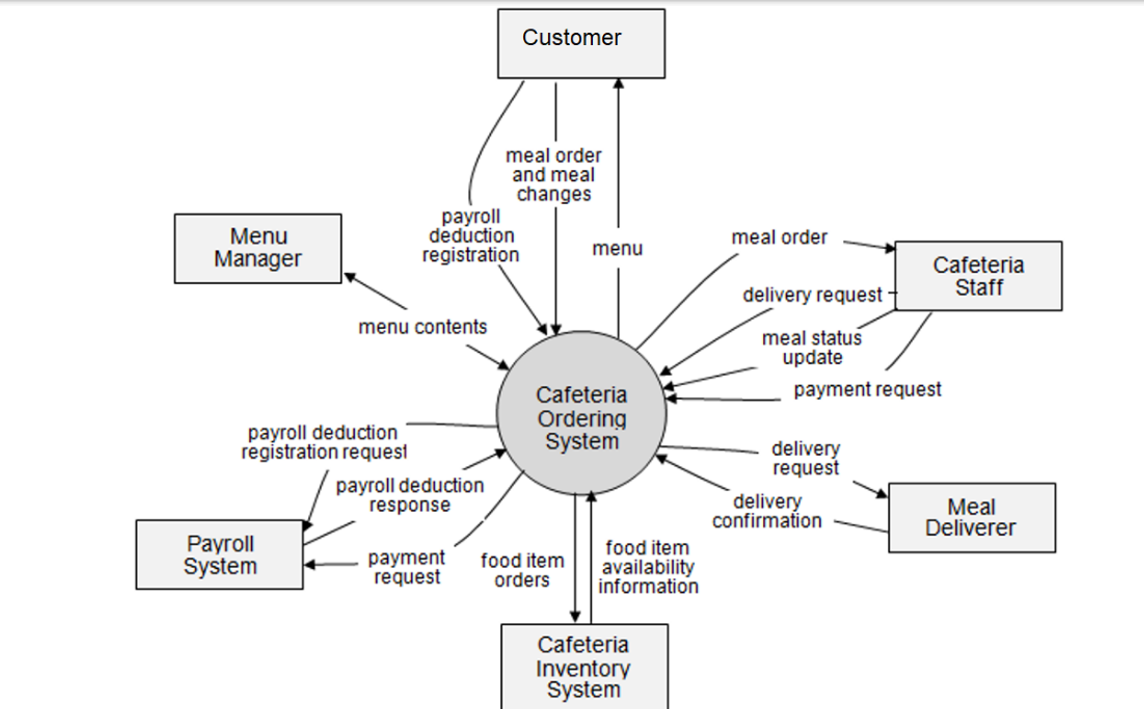 Customer
meal order
and meal
changes
payroll
deduction
registration
menu
Menu
Manager
meal order
Cafeteria
Staff
delivery request
menu contents
meal status
update
payment request
Cafeteria
Ordering
System
payroll deduction
registration request
delivery
request
payroll deduction
response
delivery
confirmation
Meal
Deliverer
Payroll
System
payment
request
food item
orders
food item
availability
information
Cafeteria
Inventory
System